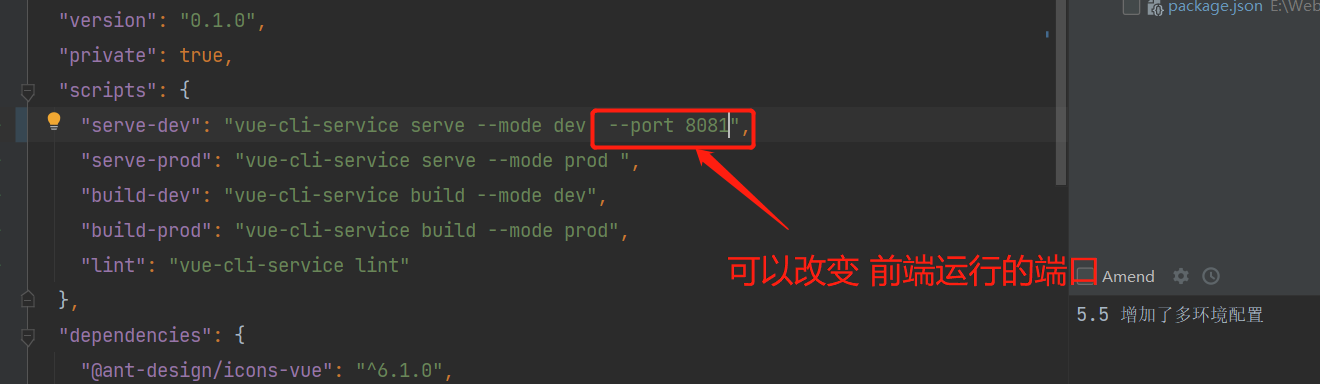 "version": "0.1.0",
"private": true,
"scripts": {
"serve-dev": "vue-cli-service serve --mode dev  --port 8081",
"serve-prod": "vue-cli-service serve --mode prod ",
"build-dev": "vue-cli-service build --mode dev",
"build-prod": "vue-cli-service build --mode prod",
"lint": "vue-cli-service lint"
},
"dependencies": {
"@ant-design/icons-vue": "^6.1.0",
可以改变 前端运行的端口
package.json E:\Web
Amend
5.5 增加了多环境配置